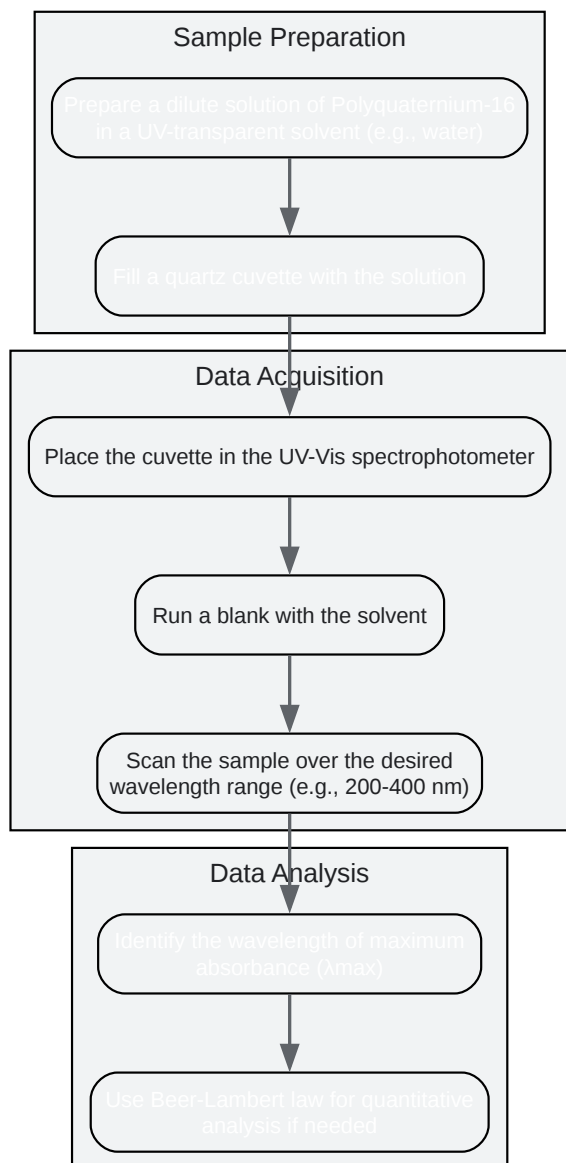 Sample Preparation
Prepare a dilute solution of Polyquaternium-16
in a UV-transparent solvent (e.g., water)
Fill a quartz cuvette with the solution
Data Acquisition
Place the cuvette in the UV-Vis spectrophotometer
Run a blank with the solvent
Scan the sample over the desired
wavelength range (e.g., 200-400 nm)
Data Analysis
Identify the wavelength of maximum
absorbance (λmax)
Use Beer-Lambert law for quantitative
analysis if needed